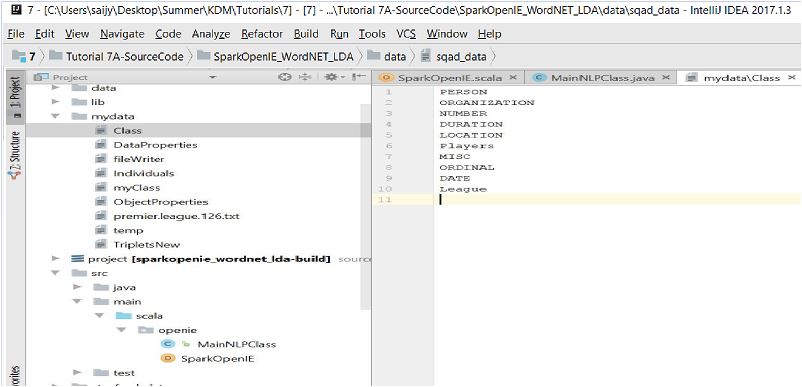 7 - [C:\Users\saijy\Desktop\Summer\KDM\Tutorials\7] - [7] - ...\Tutorial 7A-SourceCode\SparkOpenIE_WordNET_LDA\data\sqad_data - IntelliJ IDEA 2017.1.3
File Edit View Navigate Code Analyze Refactor Build Run Tools VCS Window Help
7 Tutorial 7A-SourceCode SparkOpenIE_WordNET_LDA data sqad_data
1: Project
7: Structure
Project
data
lib
mydata
Class
DataProperties
fileWriter
Individuals
myClass
ObjectProperties
premier.league.126.txt
temp
TripletsNew
project [sparkopenie_wordnet_lda-build]
src
java
main
scala
openie
MainNLPClass
SparkOpenIE
test
SparkOpenIE.scala MainNLPClass.java mydata\Class
1 PERSON
2 ORGANIZATION
3 NUMBER
4 DURATION
5 LOCATION
6 Players
7 MISC
8 ORDINAL
9 DATE
10 League
11